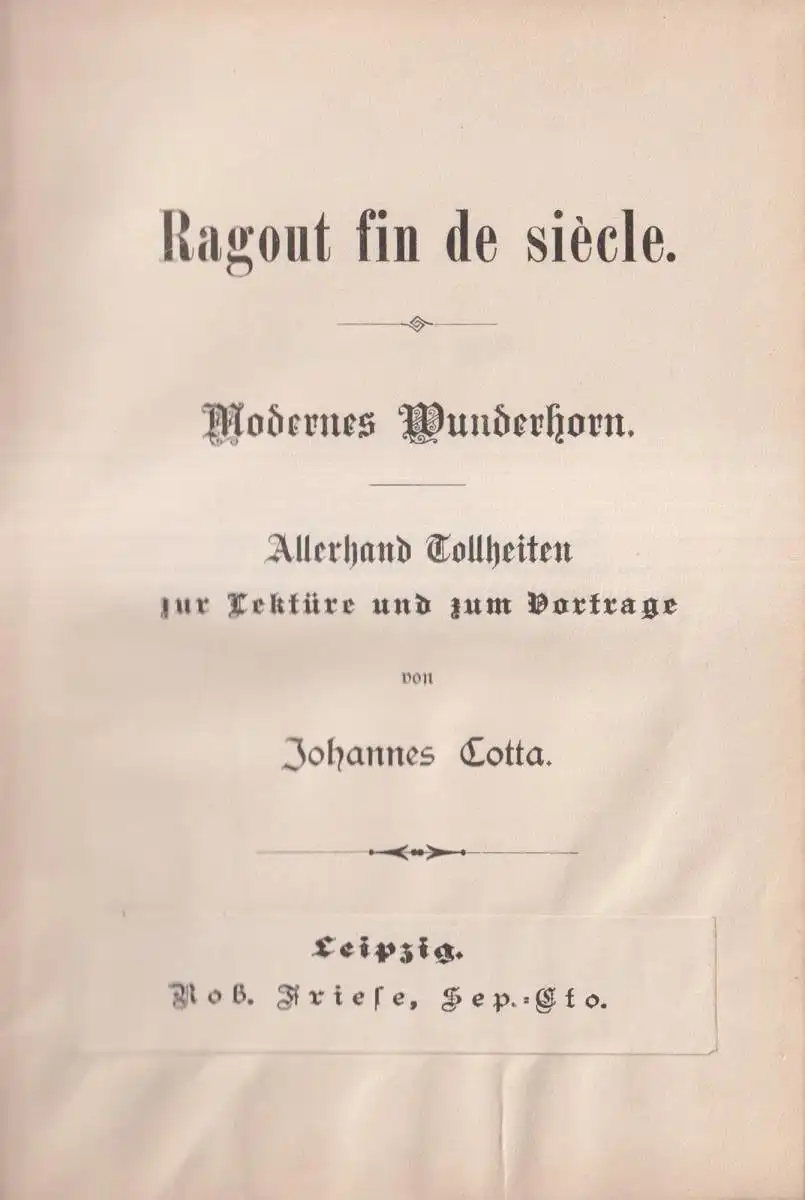 Ragout fin de siècle.
Modernes Wunderhorn.
Allerhand Tollheiten
zur Lektüre und zum Vortrage
von
Johannes Cotta.
Leipzig.
Rob. Friese, Sep.-Cto.